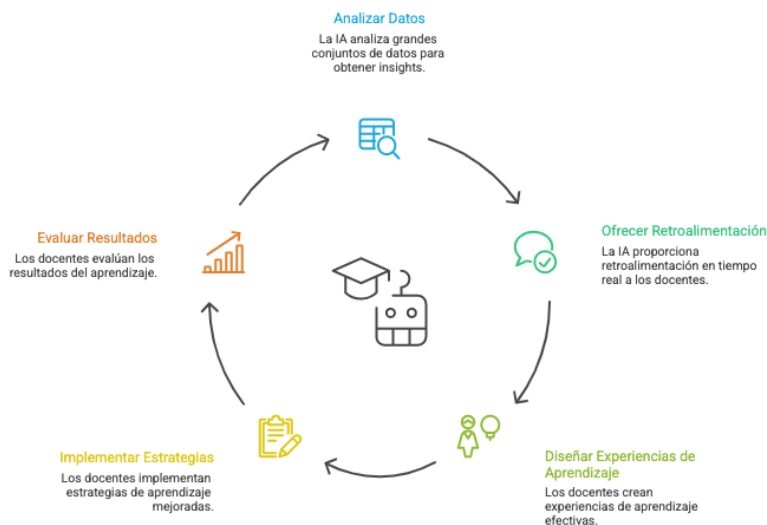 Analizar Datos
La IA analiza grandes
conjuntos de datos para
obtener insights.
Ofrecer Retroalimentación
La IA proporciona
retroalimentación en tiempo
real a los docentes.
Diseñar Experiencias de
Aprendizaje
Los docentes crean
experiencias de aprendizaje
efectivas.
Implementar Estrategias
Los docentes implementan
estrategias de aprendizaje
mejoradas.
Evaluar Resultados
Los docentes evalúan los
resultados del aprendizaje.